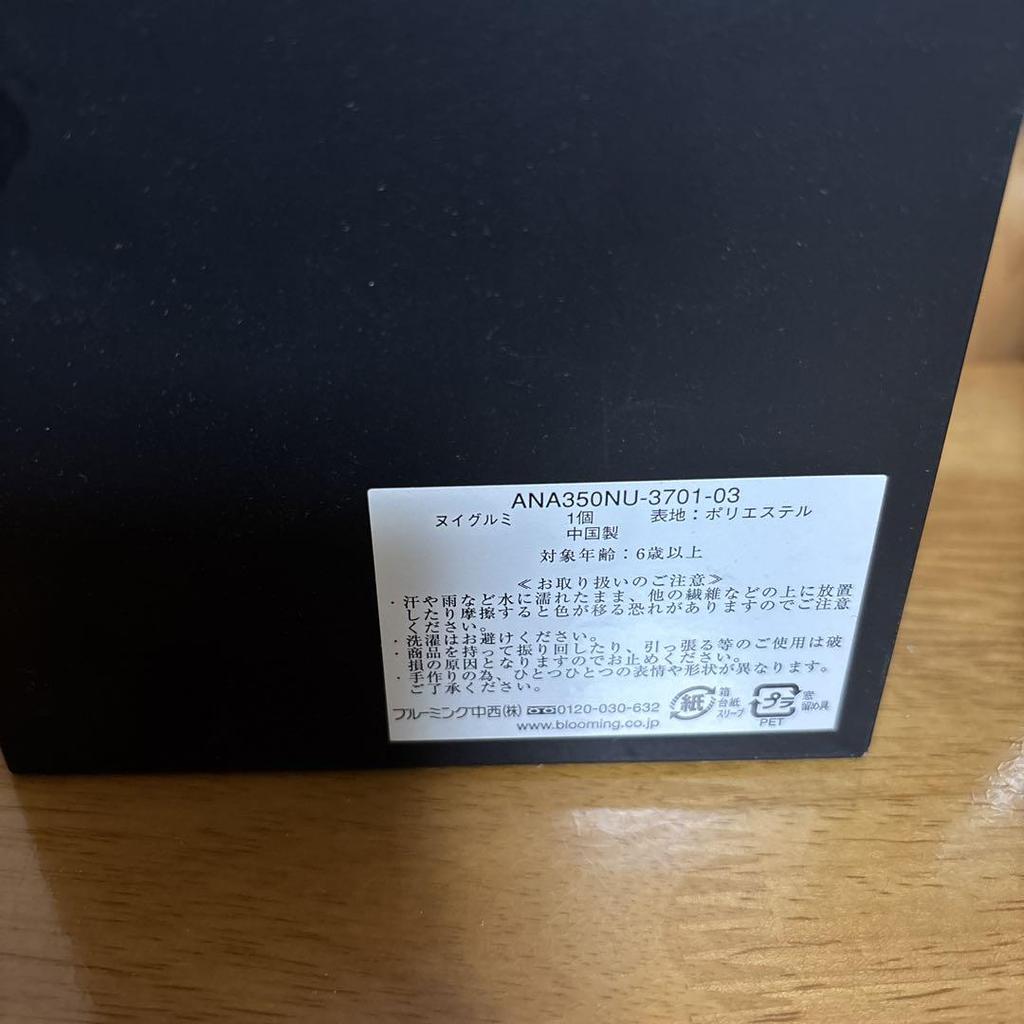 ANA350NU-3701-03
ヌイグルミ 1個 表地：ポリエステル
中国製
対象年齢：6歳以上
≪お取り扱いのご注意≫
・汗や雨など水に濡れたまま、他の繊維などの上に放置
したり摩擦すると色が移る恐れがありますのでご注意
ください。
・洗濯はお避けください。
・商品を持って振り回したり、引っ張る等のご使用は破
損の原因となりますのでお止めください。
・手作りの為、ひとつひとつの表情や形状が異なります。
ご了承ください。
ブルーミング中西(株) 0120-030-632
www.blooming.co.jp
紙 箱 台紙 スリーブ
プラ PET 窓 留め具